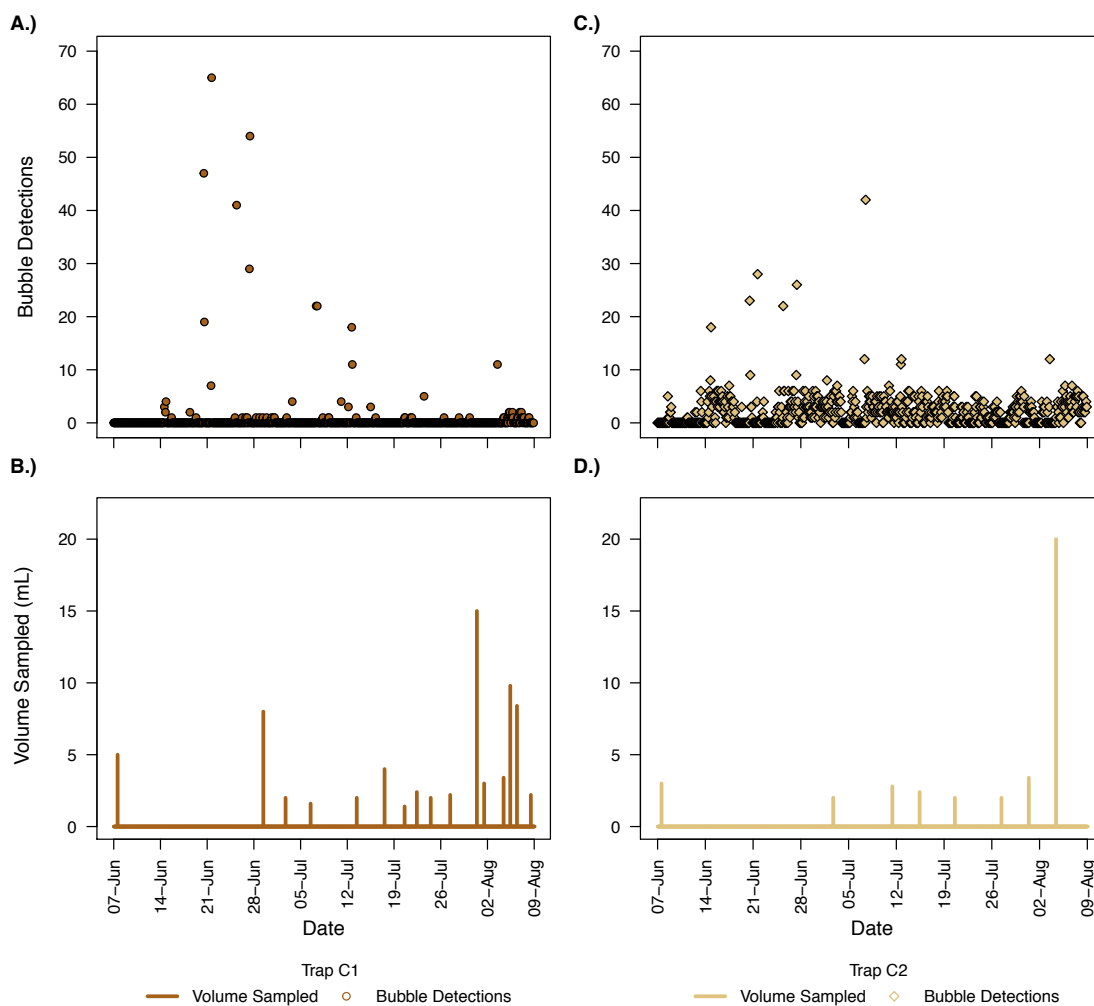 A.)
C.)
70
60
50
40
30
20
10
0
Bubble Detections
70
60
50
40
30
20
10
0
B.)
D.)
20
15
10
5
0
Volume Sampled (mL)
20
15
10
5
0
07−Jun
14−Jun
21−Jun
28−Jun
05−Jul
12−Jul
19−Jul
26−Jul
02−Aug
09−Aug
07−Jun
14−Jun
21−Jun
28−Jun
05−Jul
12−Jul
19−Jul
26−Jul
02−Aug
09−Aug
Date
Date
Trap C1
Trap C2
Volume Sampled Bubble Detections
Volume Sampled Bubble Detections